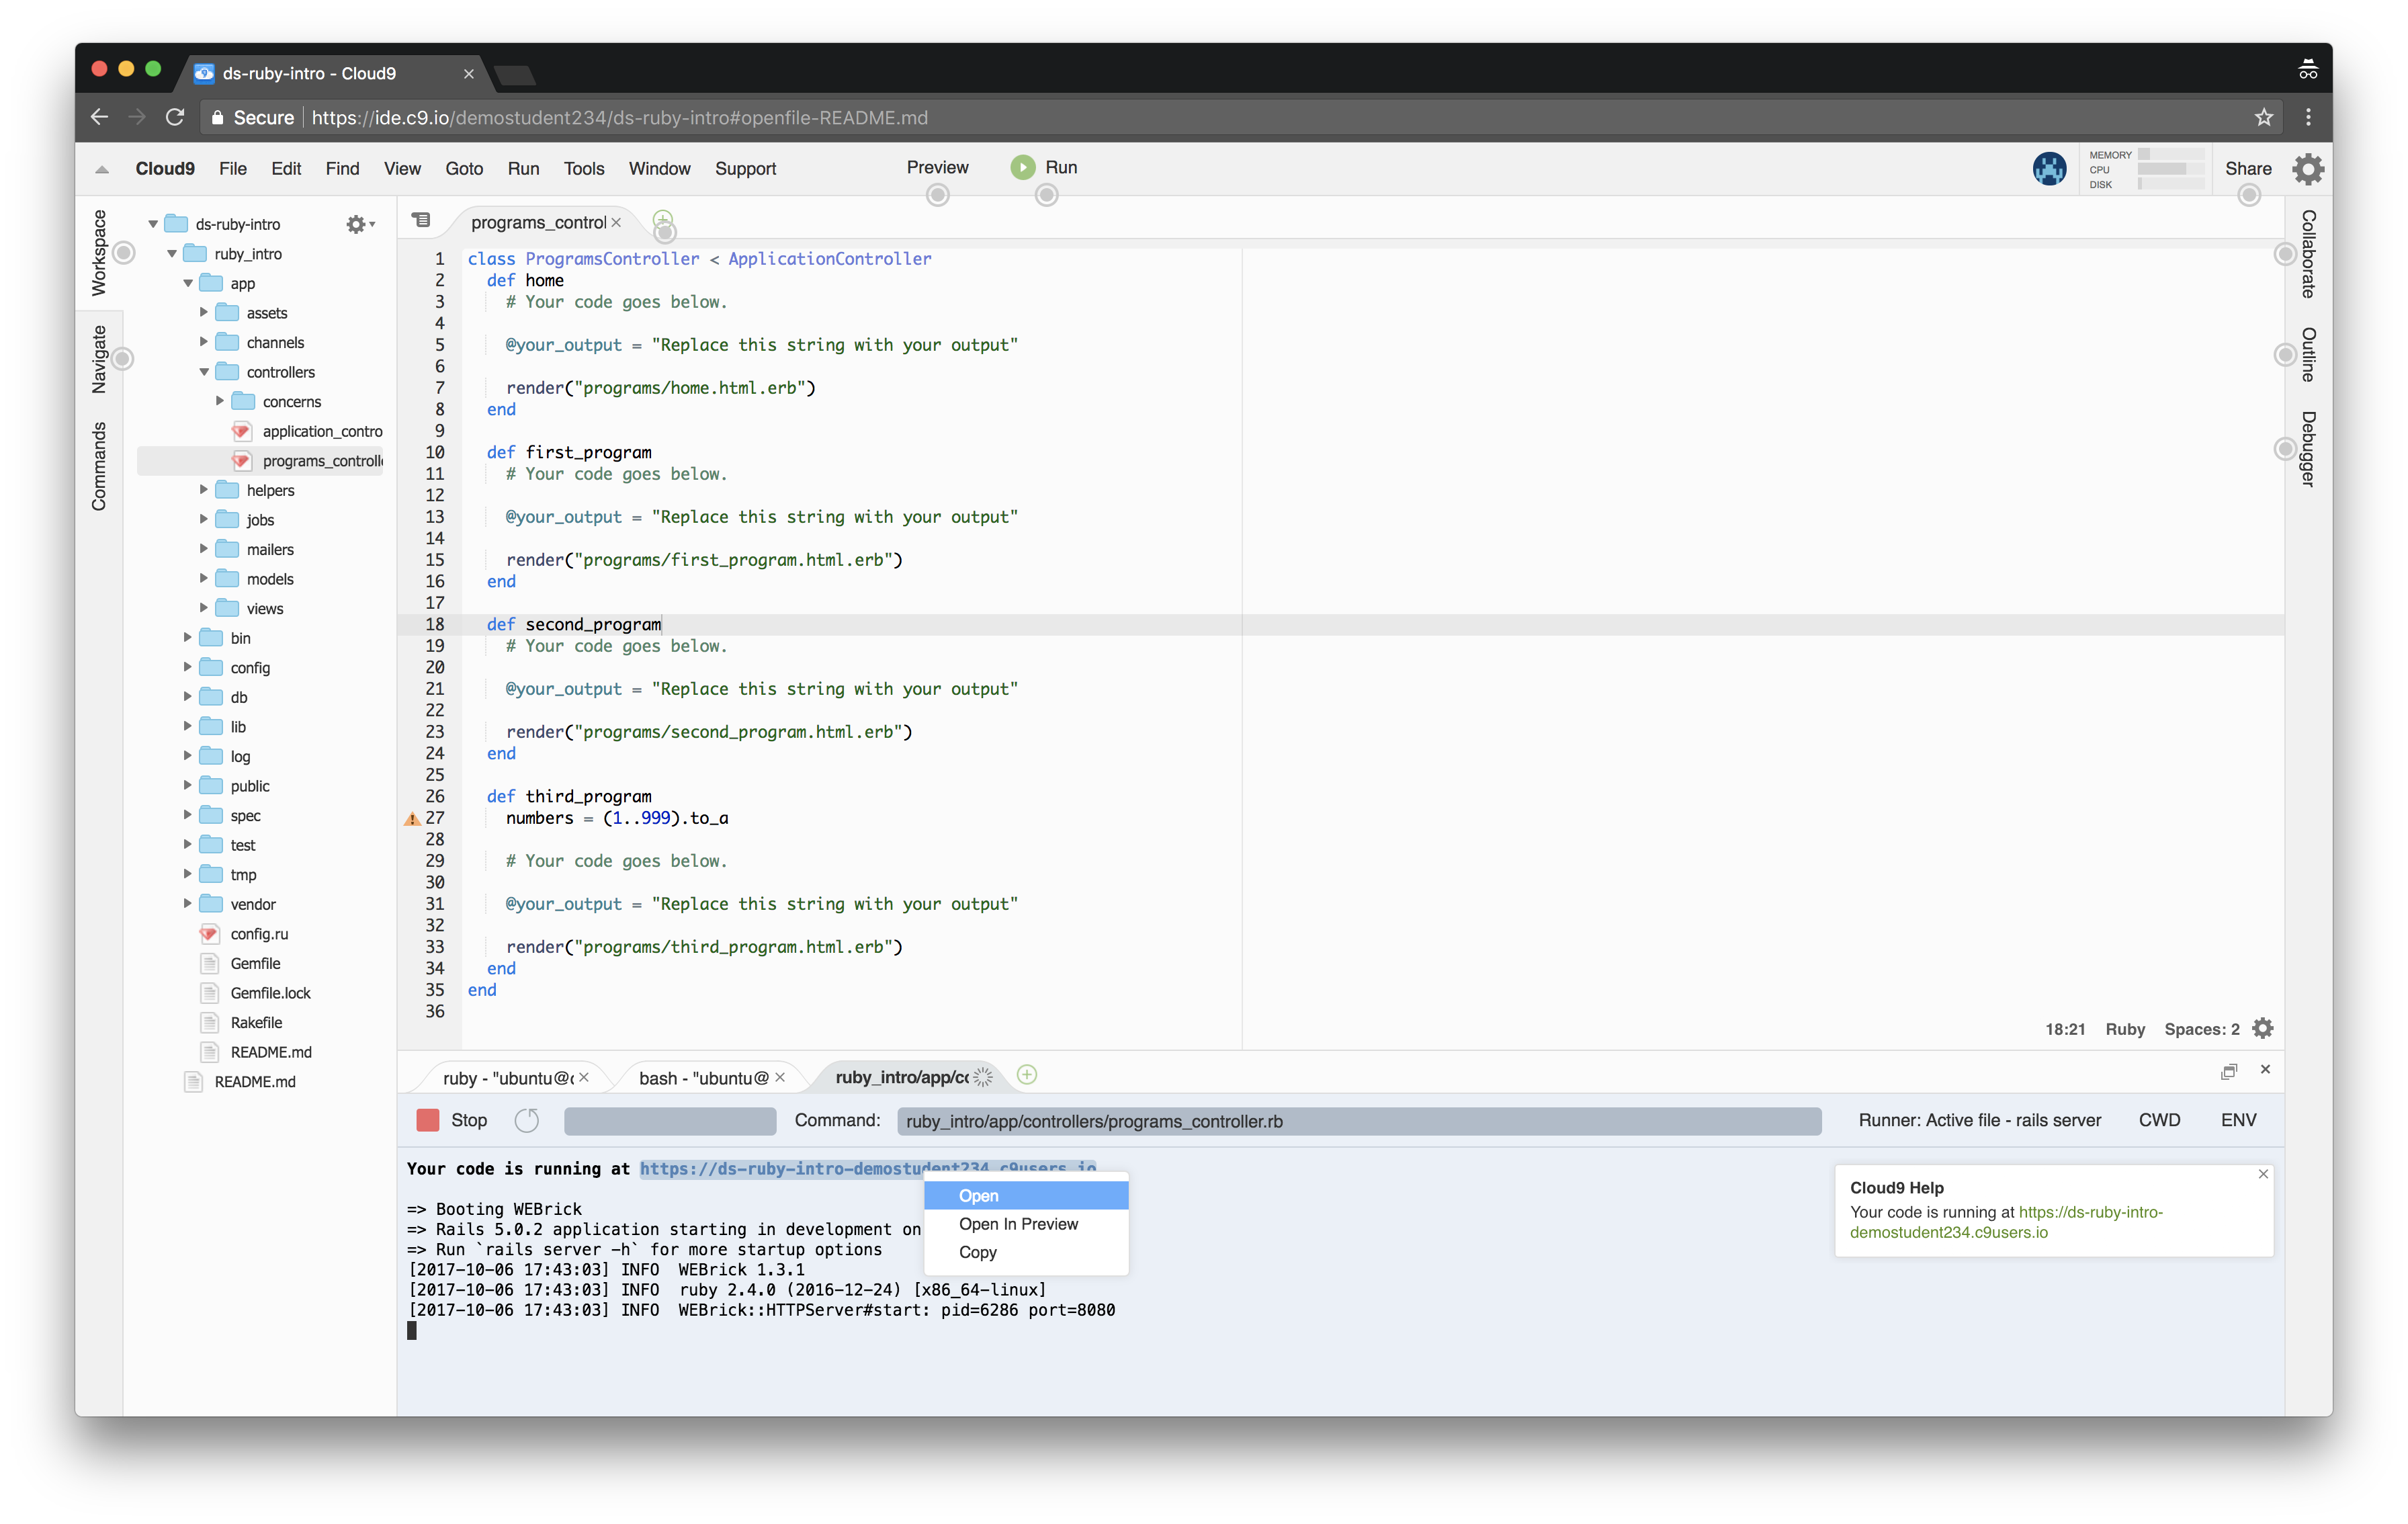 ds-ruby-intro - Cloud9
Secure https://ide.c9.io/demostudent234/ds-ruby-intro#openfile-README.md
Cloud9 File Edit Find View Goto Run Tools Window Support Preview Run MEMORY CPU DISK Share
Workspace
Navigate
Commands
ds-ruby-intro
ruby_intro
app
assets
channels
controllers
concerns
application_contro
programs_controlle
helpers
jobs
mailers
models
views
bin
config
db
lib
log
public
spec
test
tmp
vendor
config.ru
Gemfile
Gemfile.lock
Rakefile
README.md
README.md
programs_control
1 class ProgramsController < ApplicationController
2 def home
3 # Your code goes below.
4
5 @your_output = "Replace this string with your output"
6
7 render("programs/home.html.erb")
8 end
9
10 def first_program
11 # Your code goes below.
12
13 @your_output = "Replace this string with your output"
14
15 render("programs/first_program.html.erb")
16 end
17
18 def second_program
19 # Your code goes below.
20
21 @your_output = "Replace this string with your output"
22
23 render("programs/second_program.html.erb")
24 end
25
26 def third_program
27 numbers = (1..999).to_a
28
29 # Your code goes below.
30
31 @your_output = "Replace this string with your output"
32
33 render("programs/third_program.html.erb")
34 end
35 end
36
18:21 Ruby Spaces: 2
Collaborate
Outline
Debugger
ruby - "ubuntu@ bash - "ubuntu@ ruby_intro/app/co
Stop Command: ruby_intro/app/controllers/programs_controller.rb Runner: Active file - rails server CWD ENV
Your code is running at https://ds-ruby-intro-demostudent234.c9users.io
=> Booting WEBrick
=> Rails 5.0.2 application starting in development on
=> Run `rails server -h` for more startup options
[2017-10-06 17:43:03] INFO WEBrick 1.3.1
[2017-10-06 17:43:03] INFO ruby 2.4.0 (2016-12-24) [x86_64-linux]
[2017-10-06 17:43:03] INFO WEBrick::HTTPServer#start: pid=6286 port=8080
Open
Open In Preview
Copy
Cloud9 Help
Your code is running at https://ds-ruby-intro-
demostudent234.c9users.io